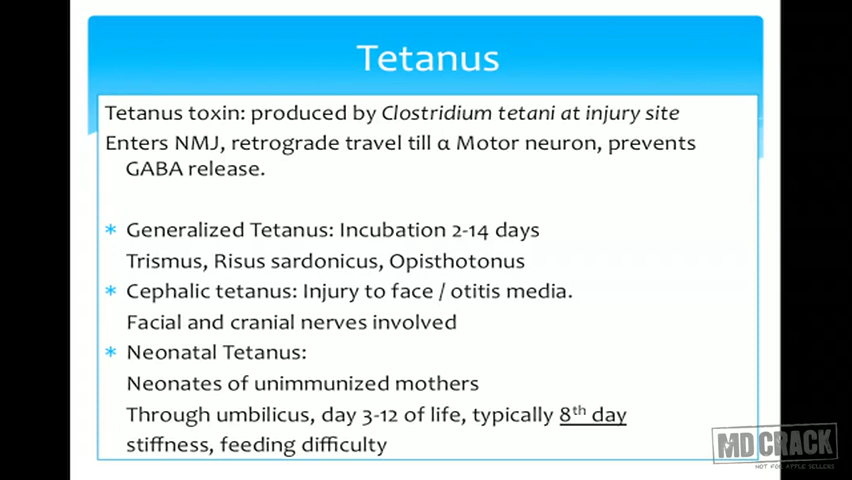 Tetanus
Tetanus toxin: produced by Clostridium tetani at injury site
Enters NMJ, retrograde travel till α Motor neuron, prevents
GABA release.
* Generalized Tetanus: Incubation 2-14 days
Trismus, Risus sardonicus, Opisthotonus
* Cephalic tetanus: Injury to face / otitis media.
Facial and cranial nerves involved
* Neonatal Tetanus:
Neonates of unimmunized mothers
Through umbilicus, day 3-12 of life, typically 8th day
stiffness, feeding difficulty
MD CRACK
NOT FOR APPLE SELLERS